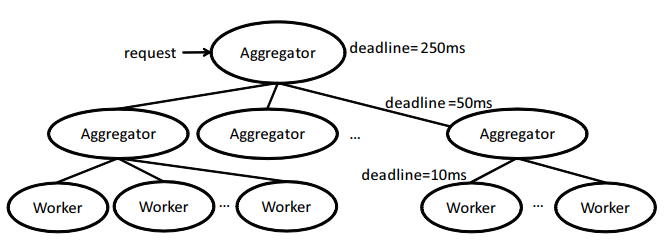 request
Aggregator
deadline=250ms
deadline=50ms
Aggregator
Aggregator
...
Aggregator
deadline=10ms
Worker
Worker
...
Worker
Worker
...
Worker